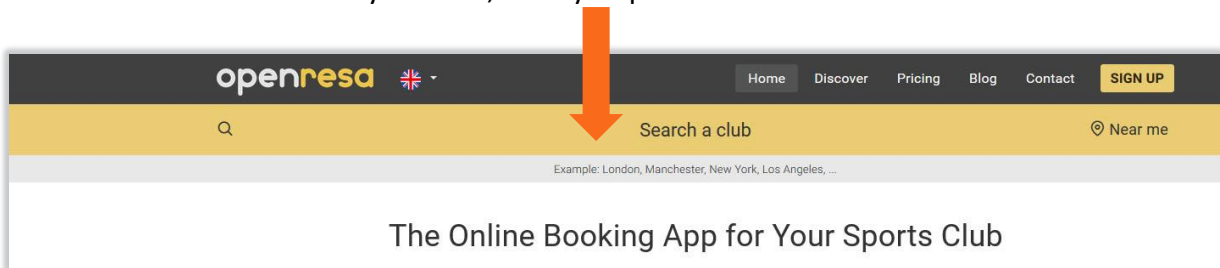 openresa
Home Discover Pricing Blog Contact SIGN UP
Search a club
Near me
Example: London, Manchester, New York, Los Angeles, ...
The Online Booking App for Your Sports Club